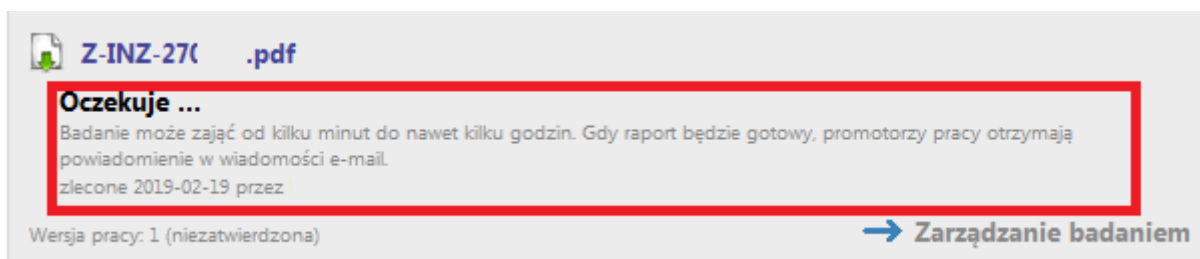 Z-INZ-27( .pdf
Oczekuje ...
Badanie może zająć od kilku minut do nawet kilku godzin. Gdy raport będzie gotowy, promotorzy pracy otrzymają
powiadomienie w wiadomości e-mail.
zlecone 2019-02-19 przez
Wersja pracy: 1 (niezatwierdzona)
Zarządzanie badaniem